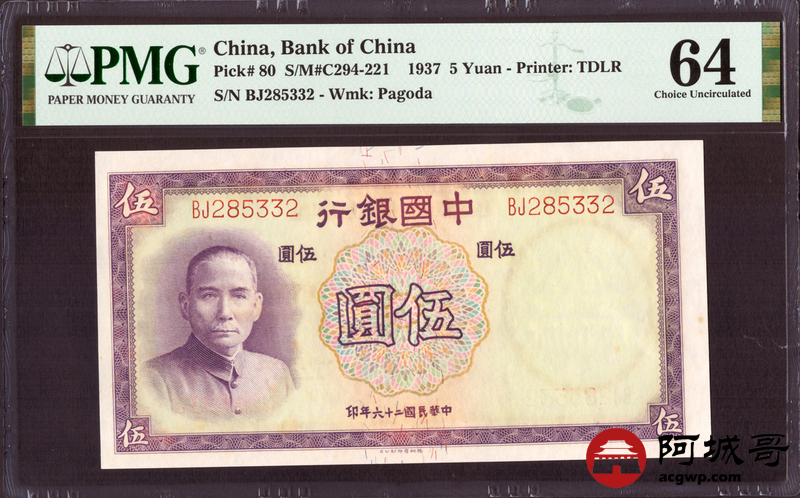 PMG®
PAPER MONEY GUARANTY
China, Bank of China
Pick# 80 S/M#C294-221 1937 5 Yuan - Printer: TDLR
S/N BJ285332 - Wmk: Pagoda
64
Choice Uncirculated
伍
伍
BJ285332
行銀國中
BJ285332
圓伍
圓伍
圓伍
印年六十二國民華中
伍
伍
阿城哥
acgwp.com